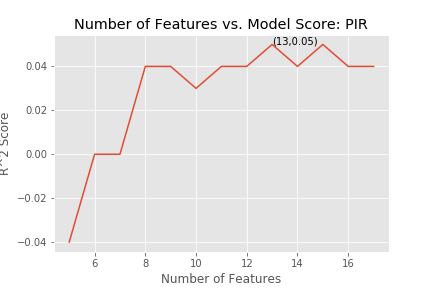 Number of Features vs. Model Score: PIR
(13,0.05)
0.04
0.02
0.00
−0.02
−0.04
R^2 Score
6 8 10 12 14 16
Number of Features